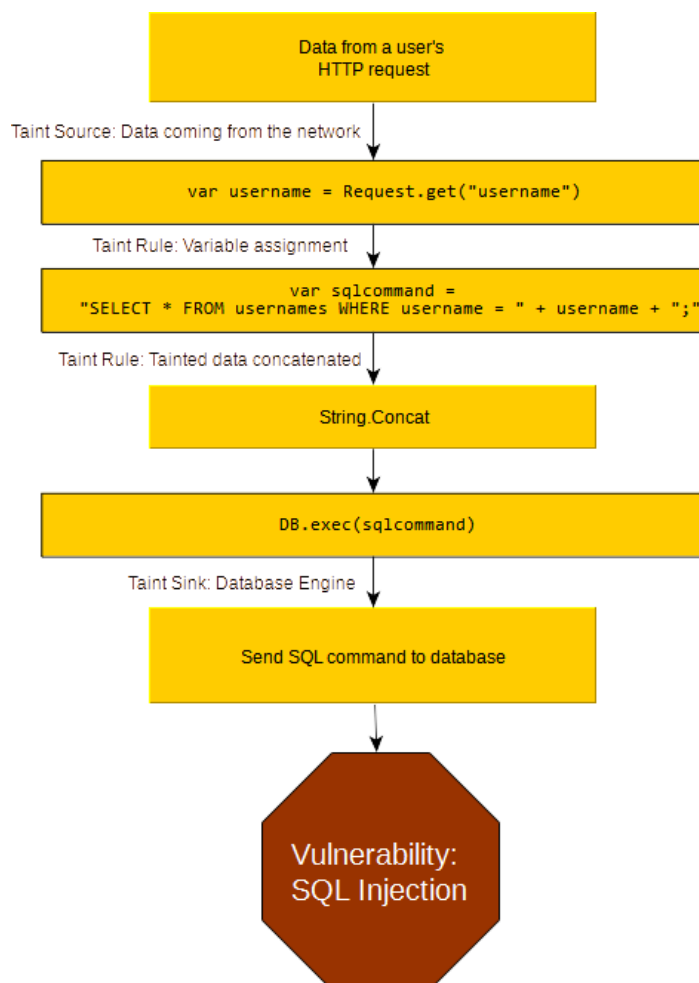 Data from a user's
HTTP request
Taint Source: Data coming from the network
var username = Request.get("username")
Taint Rule: Variable assignment
var sqlcommand =
"SELECT * FROM usernames WHERE username = " + username + ";"
Taint Rule: Tainted data concatenated
String.Concat
DB.exec(sqlcommand)
Taint Sink: Database Engine
Send SQL command to database
Vulnerability:
SQL Injection